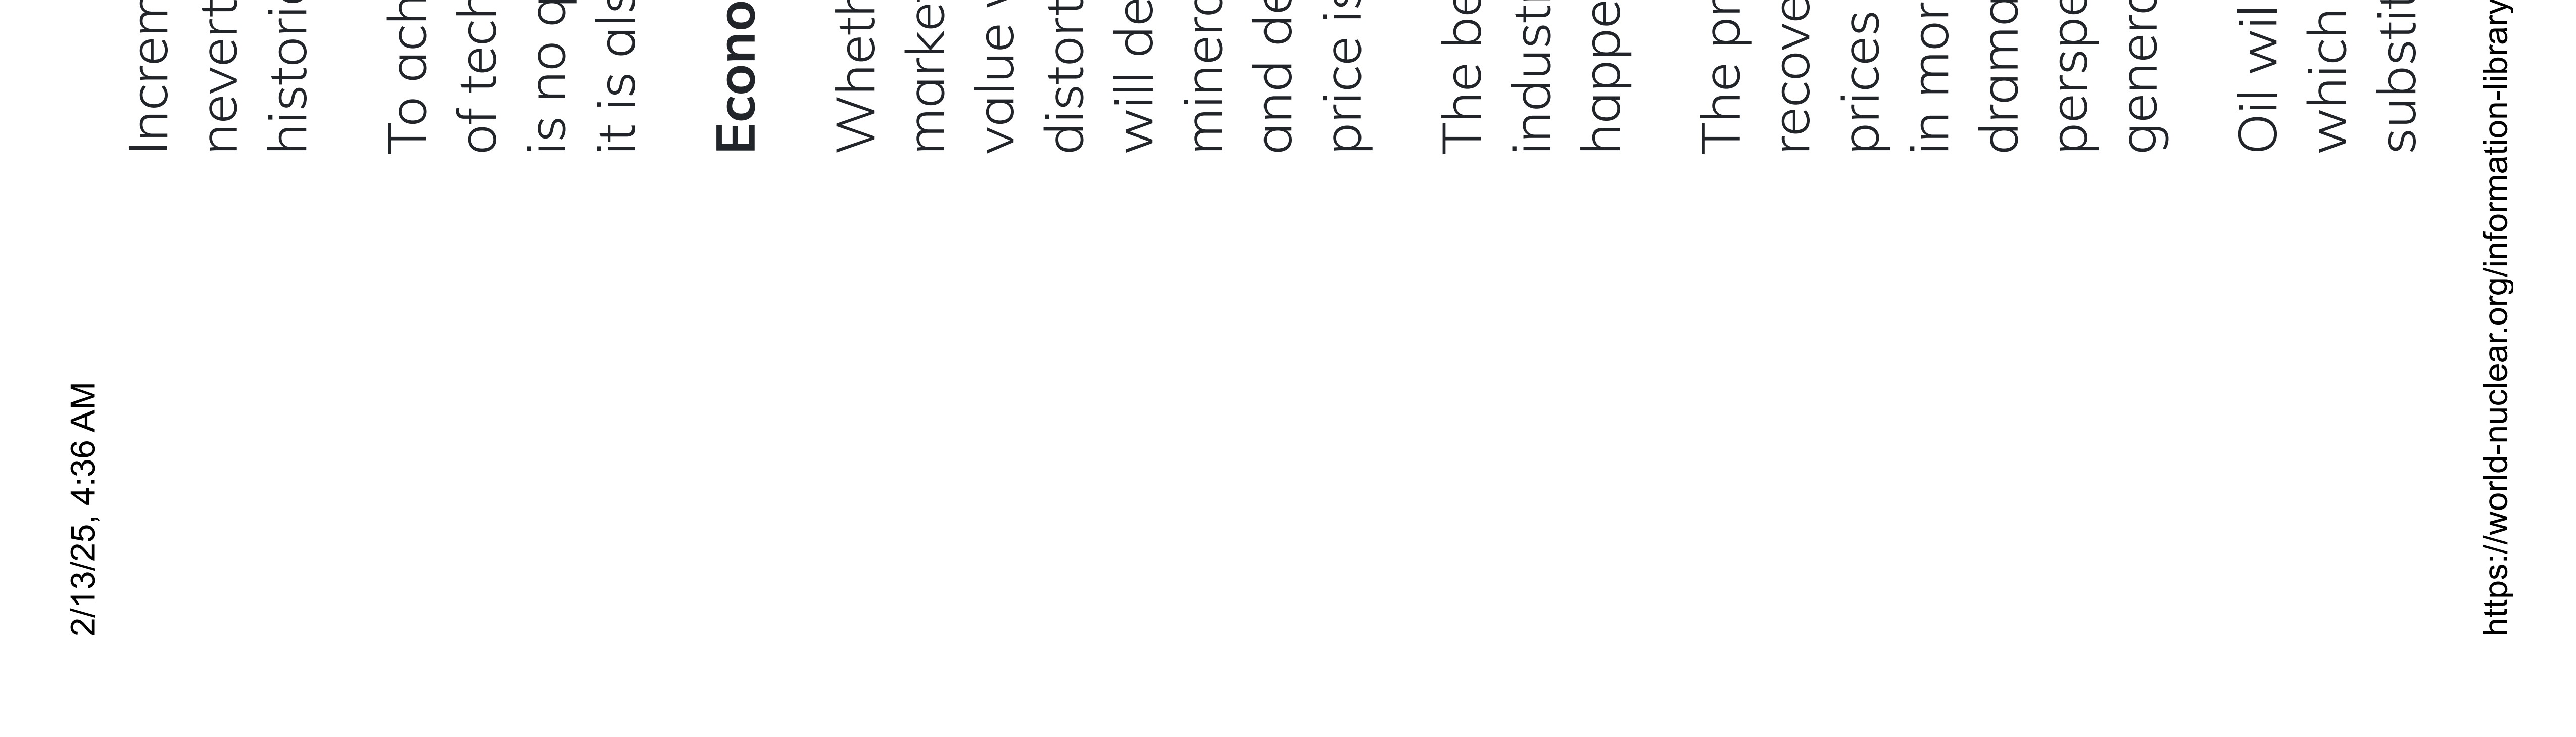 2/13/25, 4:36 AM
Increm
nevert
historic
To ach
of tech
is no q
it is als
Econo
Wheth
market
value
distort
will de
minera
and de
price is
The be
indust
happe
The pr
recove
prices
in mor
drama
perspe
genera
Oil wil
which
substit
https://world-nuclear.org/information-library